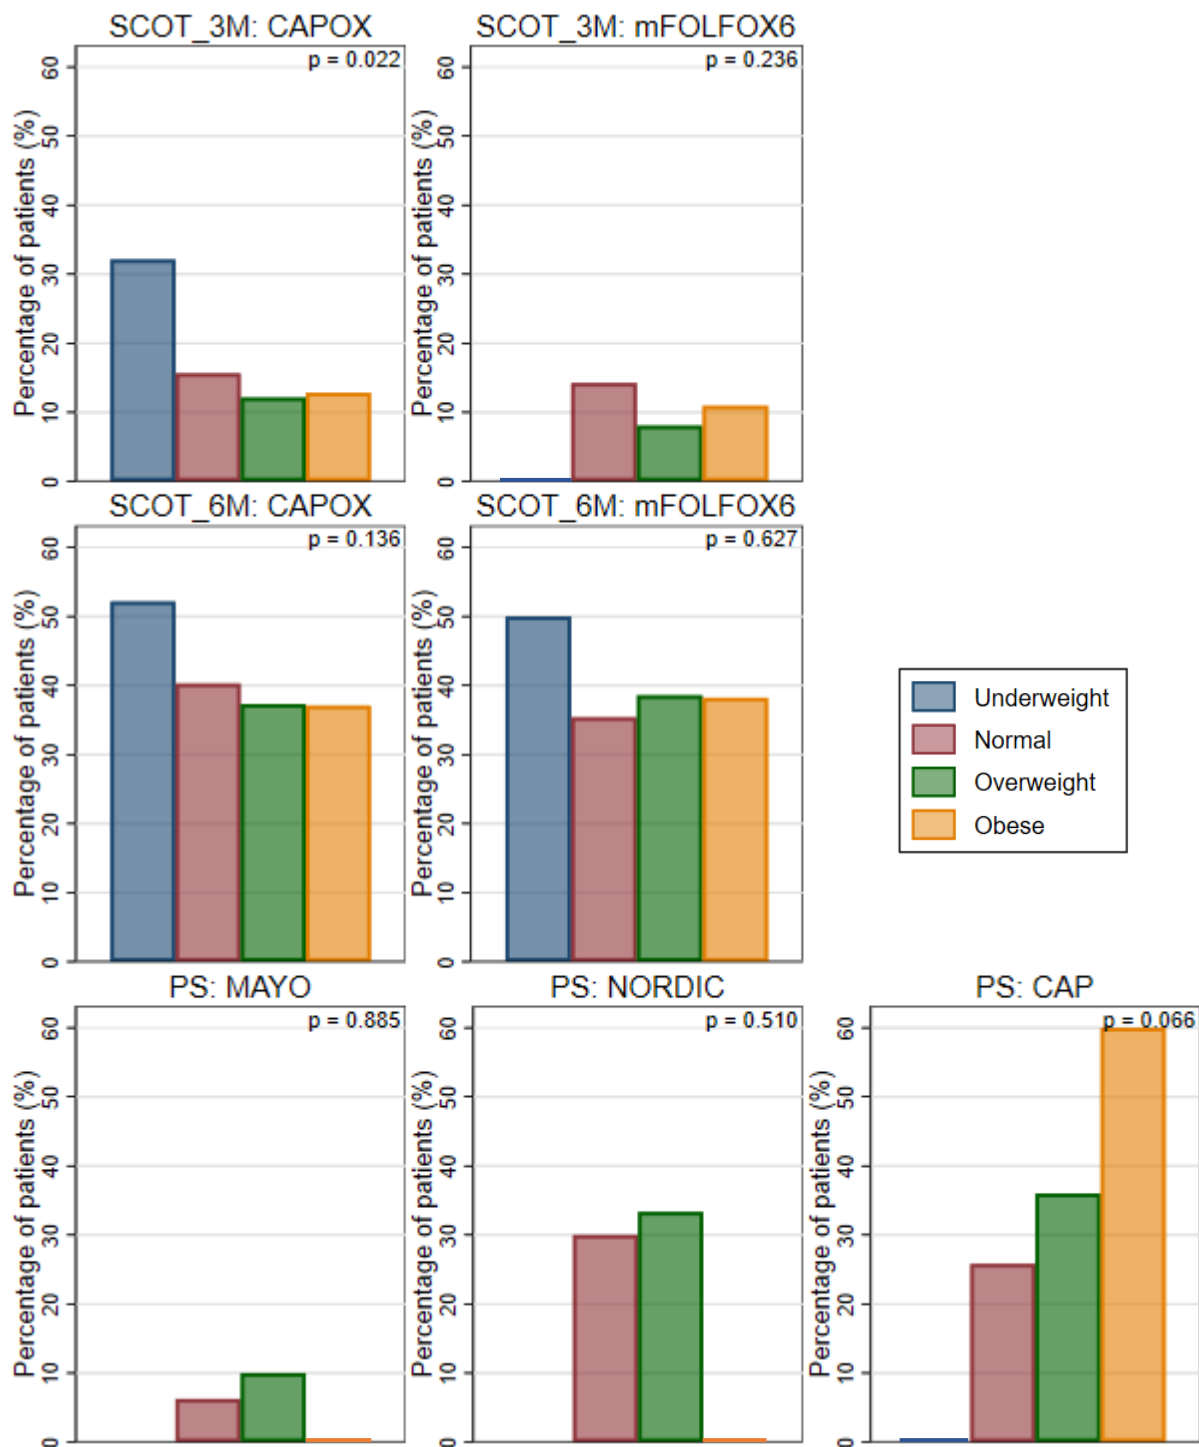 SCOT_3M: CAPOX
p = 0.022
Percentage of patients (%)
0 10 20 30 40 50 60
SCOT_3M: mFOLFOX6
p = 0.236
Percentage of patients (%)
0 10 20 30 40 50 60
SCOT_6M: CAPOX
p = 0.136
Percentage of patients (%)
0 10 20 30 40 50 60
SCOT_6M: mFOLFOX6
p = 0.627
Percentage of patients (%)
0 10 20 30 40 50 60
Underweight
Normal
Overweight
Obese
PS: MAYO
p = 0.885
Percentage of patients (%)
0 10 20 30 40 50 60
PS: NORDIC
p = 0.510
Percentage of patients (%)
0 10 20 30 40 50 60
PS: CAP
p = 0.066
Percentage of patients (%)
0 10 20 30 40 50 60